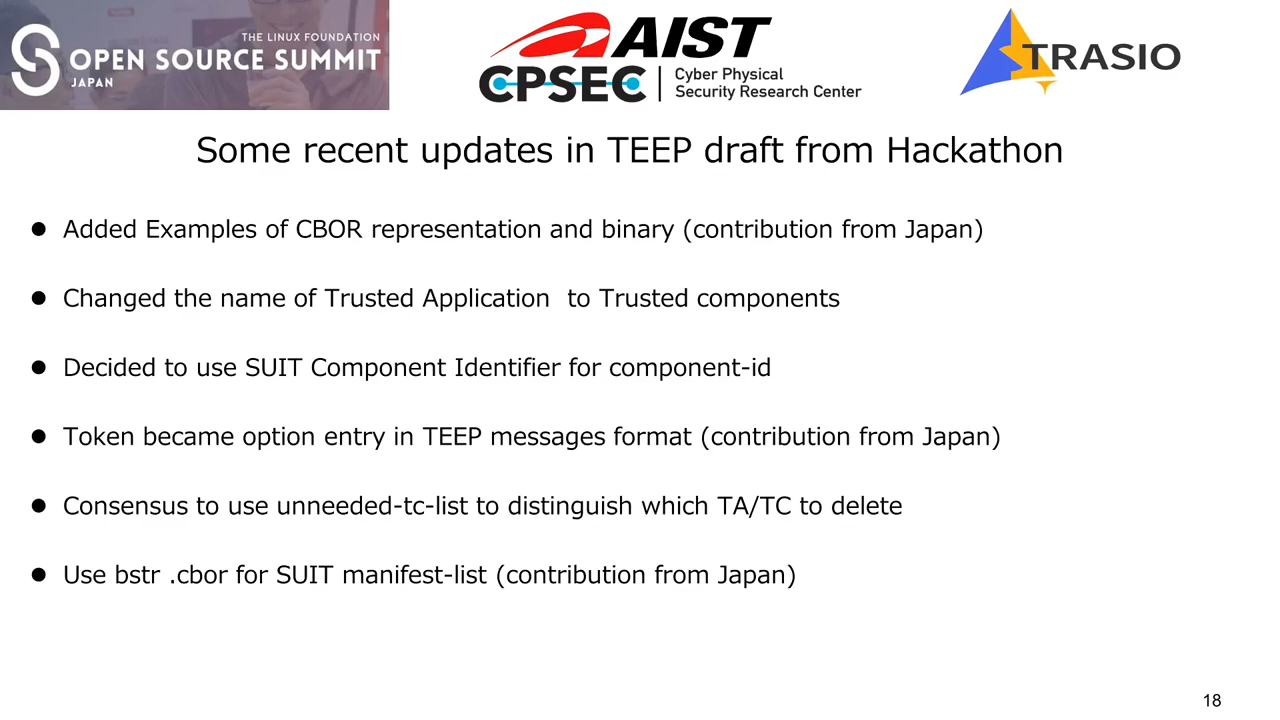 THE LINUX FOUNDATION
OPEN SOURCE SUMMIT
JAPAN
AIST
CPSEC
Cyber Physical
Security Research Center
TRASIO
Some recent updates in TEEP draft from Hackathon
● Added Examples of CBOR representation and binary (contribution from Japan)
● Changed the name of Trusted Application  to Trusted components
● Decided to use SUIT Component Identifier for component-id
● Token became option entry in TEEP messages format (contribution from Japan)
● Consensus to use unneeded-tc-list to distinguish which TA/TC to delete
● Use bstr .cbor for SUIT manifest-list (contribution from Japan)
18